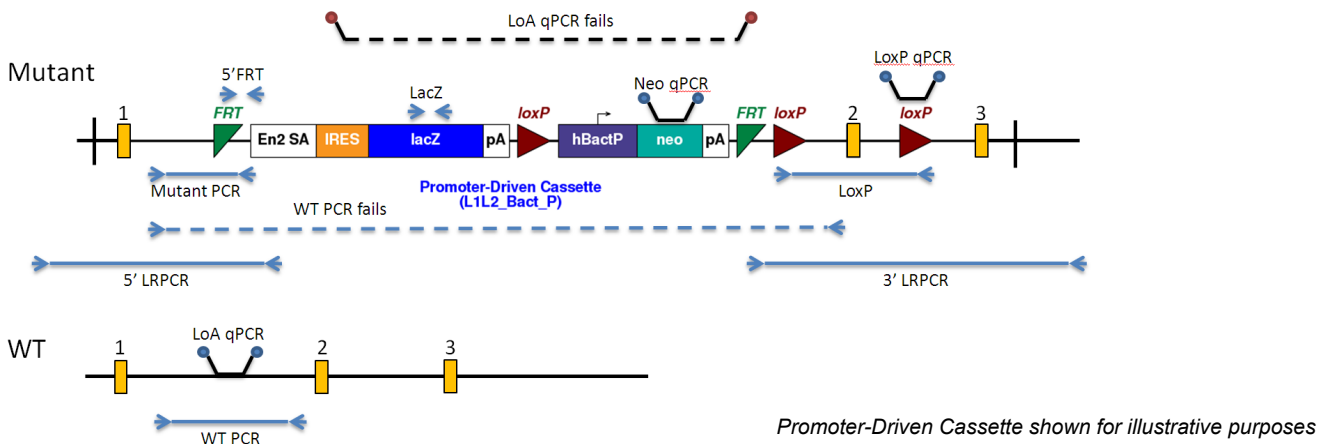 LoA qPCR fails
Mutant
5'FRT
LoxP qPCR
Neo qPCR
LacZ
1
FRT
loxP
FRT
loxP
2
loxP
3
En2 SA
IRES
lacZ
pA
hBactP
neo
pA
Mutant PCR
Promoter-Driven Cassette
(L1L2_Bact_P)
LoxP
WT PCR fails
5' LRPCR
3' LRPCR
WT
1
LoA qPCR
2
3
WT PCR
Promoter-Driven Cassette shown for illustrative purposes